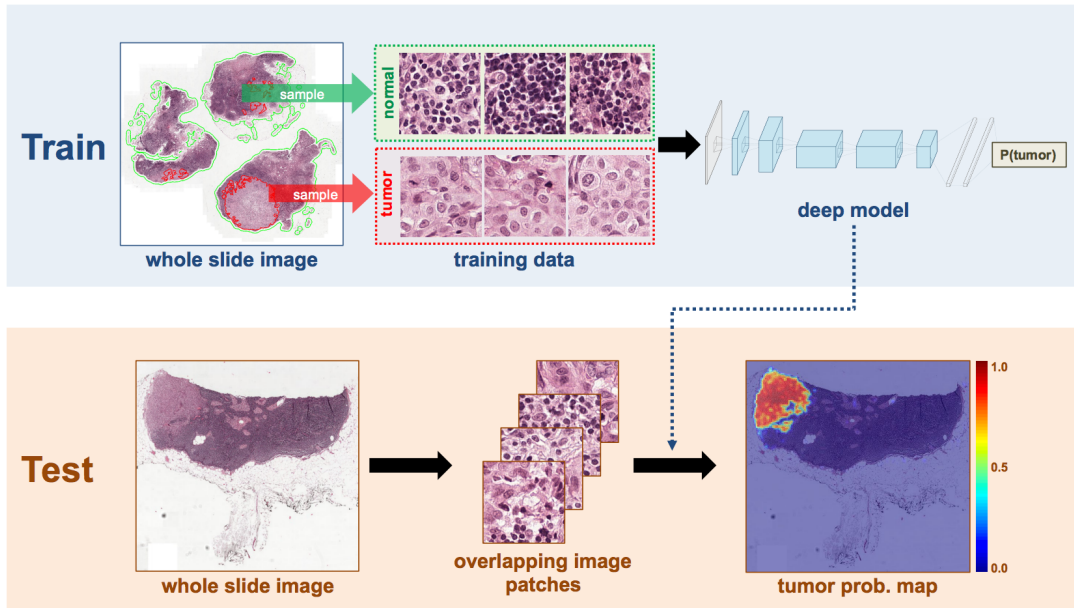 Train
sample
sample
whole slide image
normal
tumor
training data
P(tumor)
deep model
Test
whole slide image
overlapping image
patches
1.0
0.5
0.0
tumor prob. map